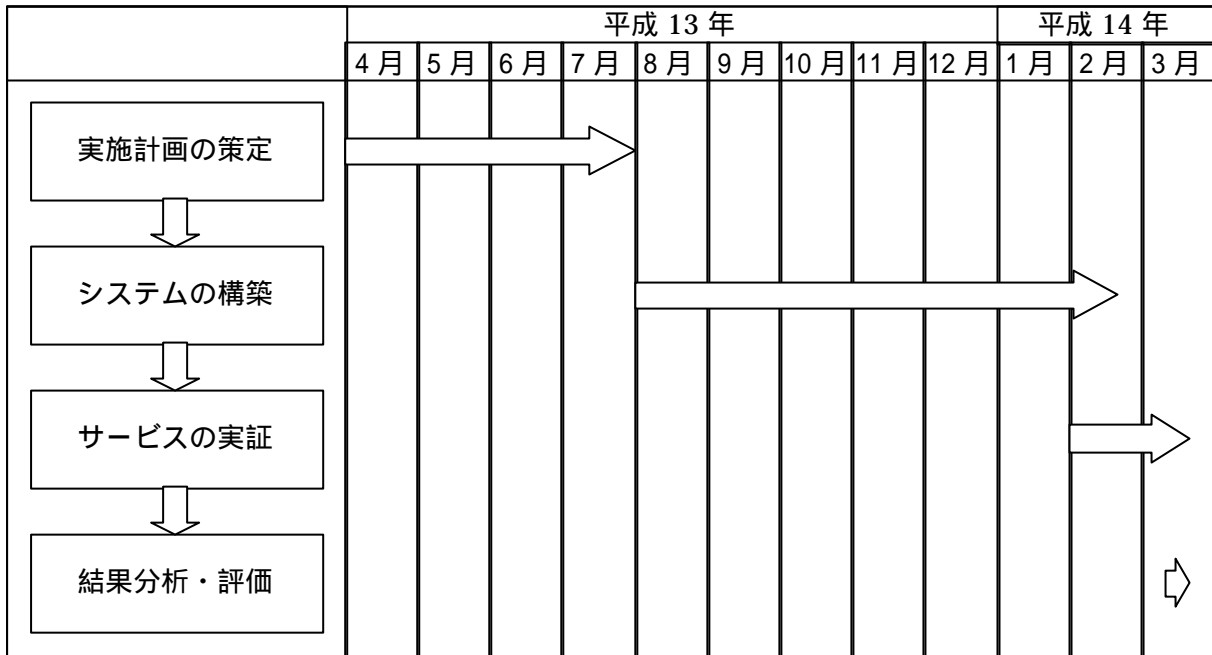 平成 13 年 平成 14 年
4 月 5 月 6 月 7 月 8 月 9 月 10 月 11 月 12 月 1 月 2 月 3 月
実施計画の策定
システムの構築
サービスの実証
結果分析・評価